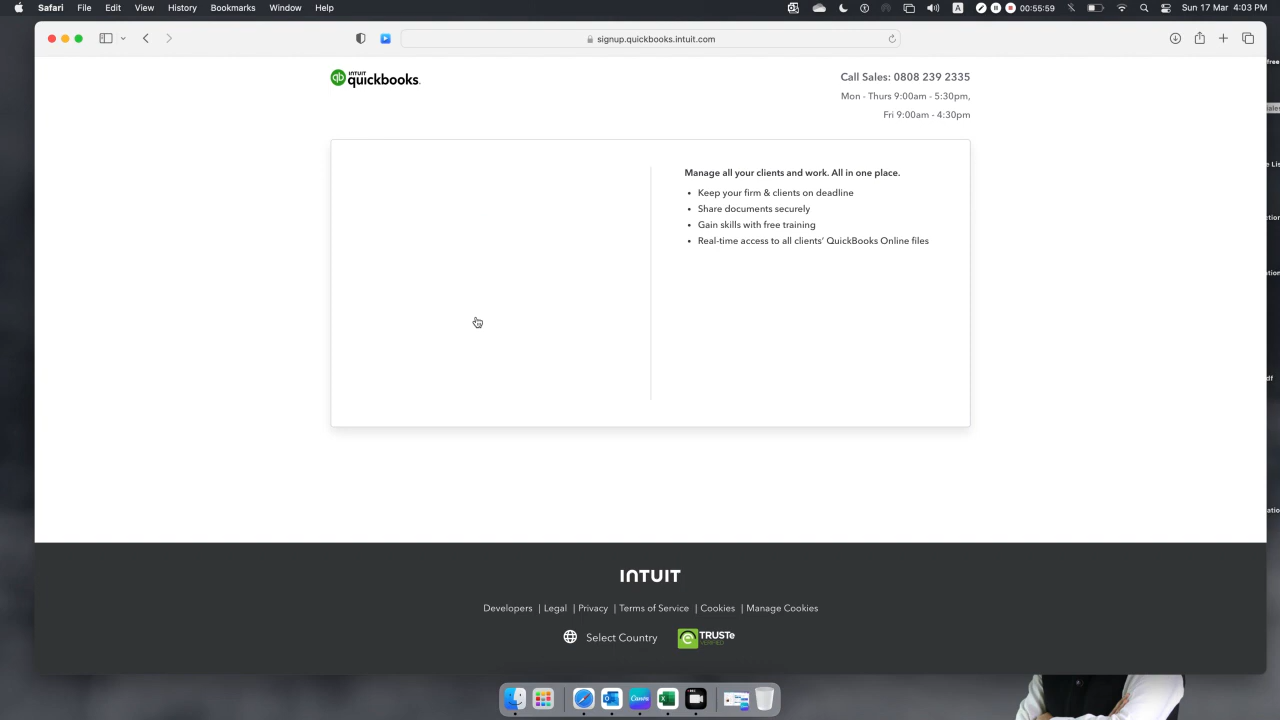 Safari File Edit View History Bookmarks Window Help
A
00:55:59
Sun 17 Mar 4:03 PM
signup.quickbooks.intuit.com
qb INTUIT quickbooks.
Call Sales: 0808 239 2335
Mon - Thurs 9:00am - 5:30pm,
Fri 9:00am - 4:30pm
Manage all your clients and work. All in one place.
• Keep your firm & clients on deadline
• Share documents securely
• Gain skills with free training
• Real-time access to all clients' QuickBooks Online files
INTUIT
Developers | Legal | Privacy | Terms of Service | Cookies | Manage Cookies
Select Country
TRUSTe
VERIFIED
Canva